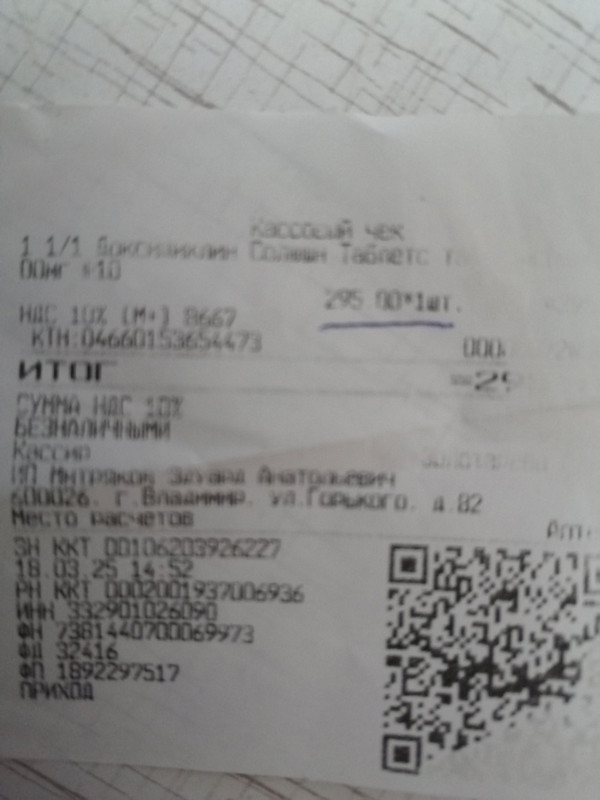 Кассовый чек
1 1/1 Доксициклин Солюшн Таблетс
00мг №10
295.00*1шт.
НДС 10% [М+] 8667
КТН:04660153654473
ООО
ИТОГ
СУММА НДС 10%
БЕЗНАЛИЧНЫМИ
Кассир
ИП Митряков Эдуард Анатольевич
600026, г.Владимир, ул.Горького, д.82
Место расчетов
ЗН ККТ 00106203926227
18.03.25 14:52
РН ККТ 0002001937006936
ИНН 332901026090
ФН 7381440700069973
ФД 32416
ФП 1892297517
ПРИХОД